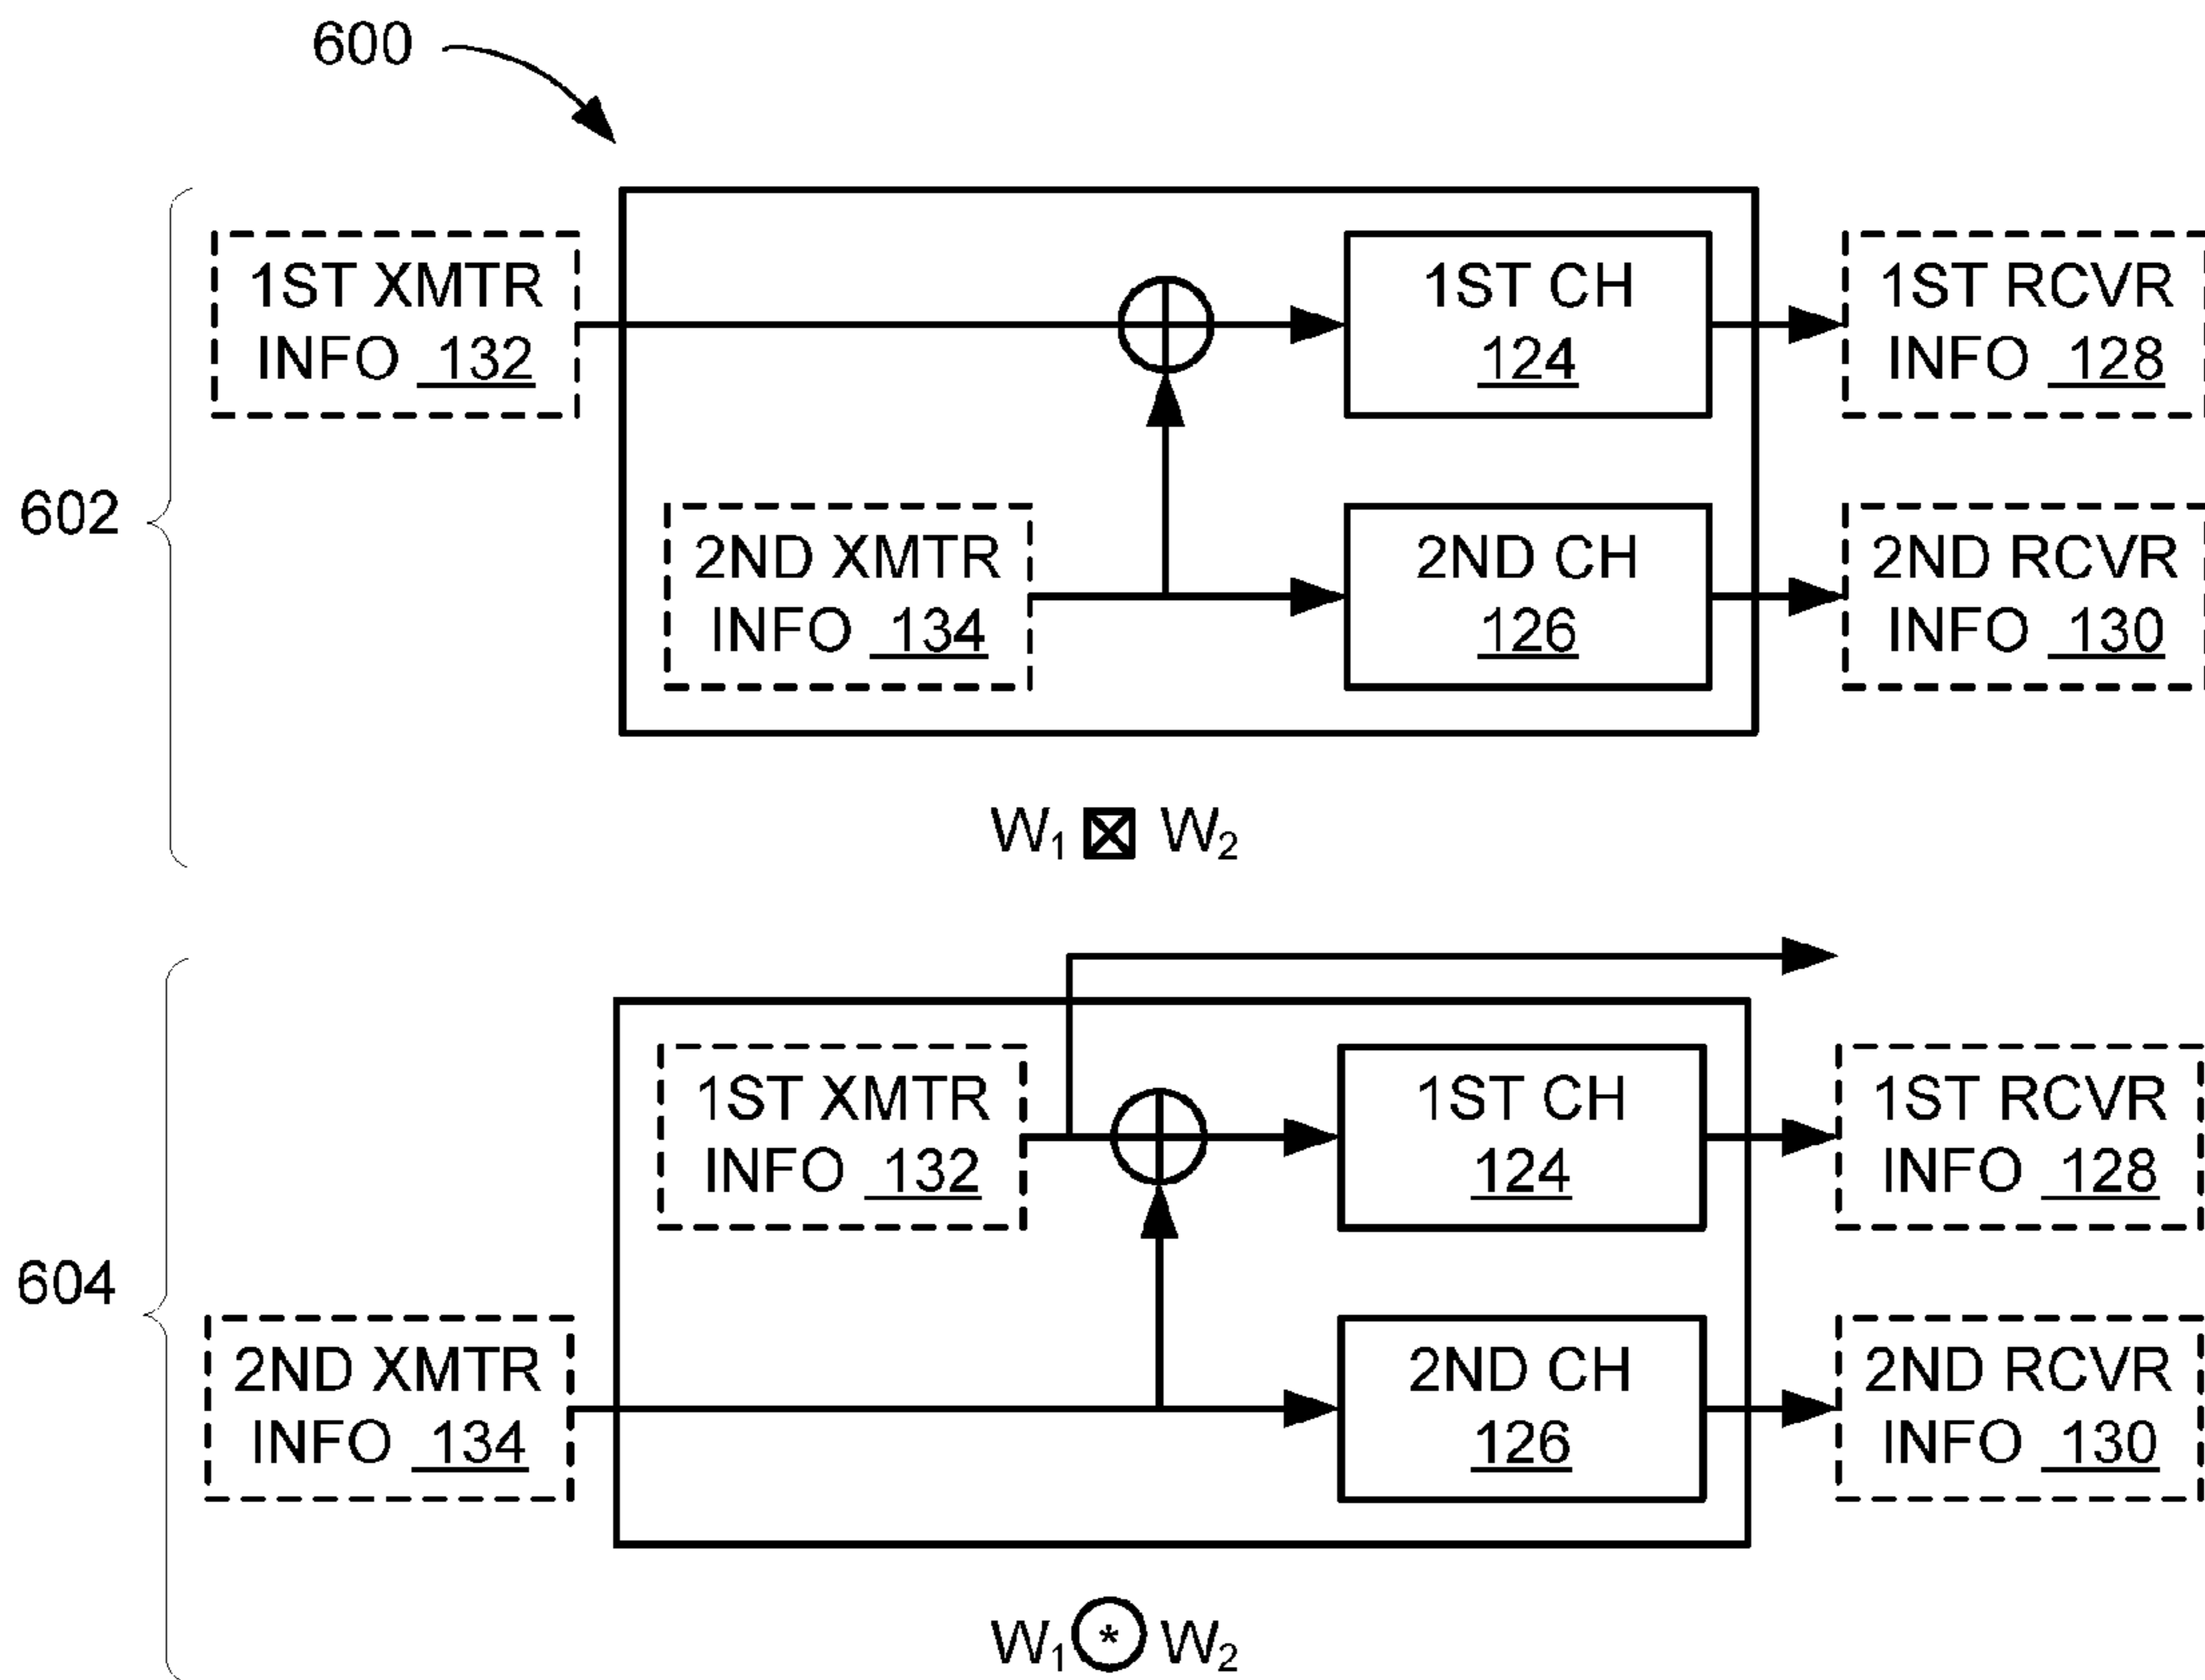 600
602
1ST XMTR
INFO 132
1ST CH
124
1ST RCVR
INFO 128
2ND XMTR
INFO 134
2ND CH
126
2ND RCVR
INFO 130
W₁ ⊠ W₂
604
1ST XMTR
INFO 132
1ST CH
124
1ST RCVR
INFO 128
2ND XMTR
INFO 134
2ND CH
126
2ND RCVR
INFO 130
W₁ ⊛ W₂